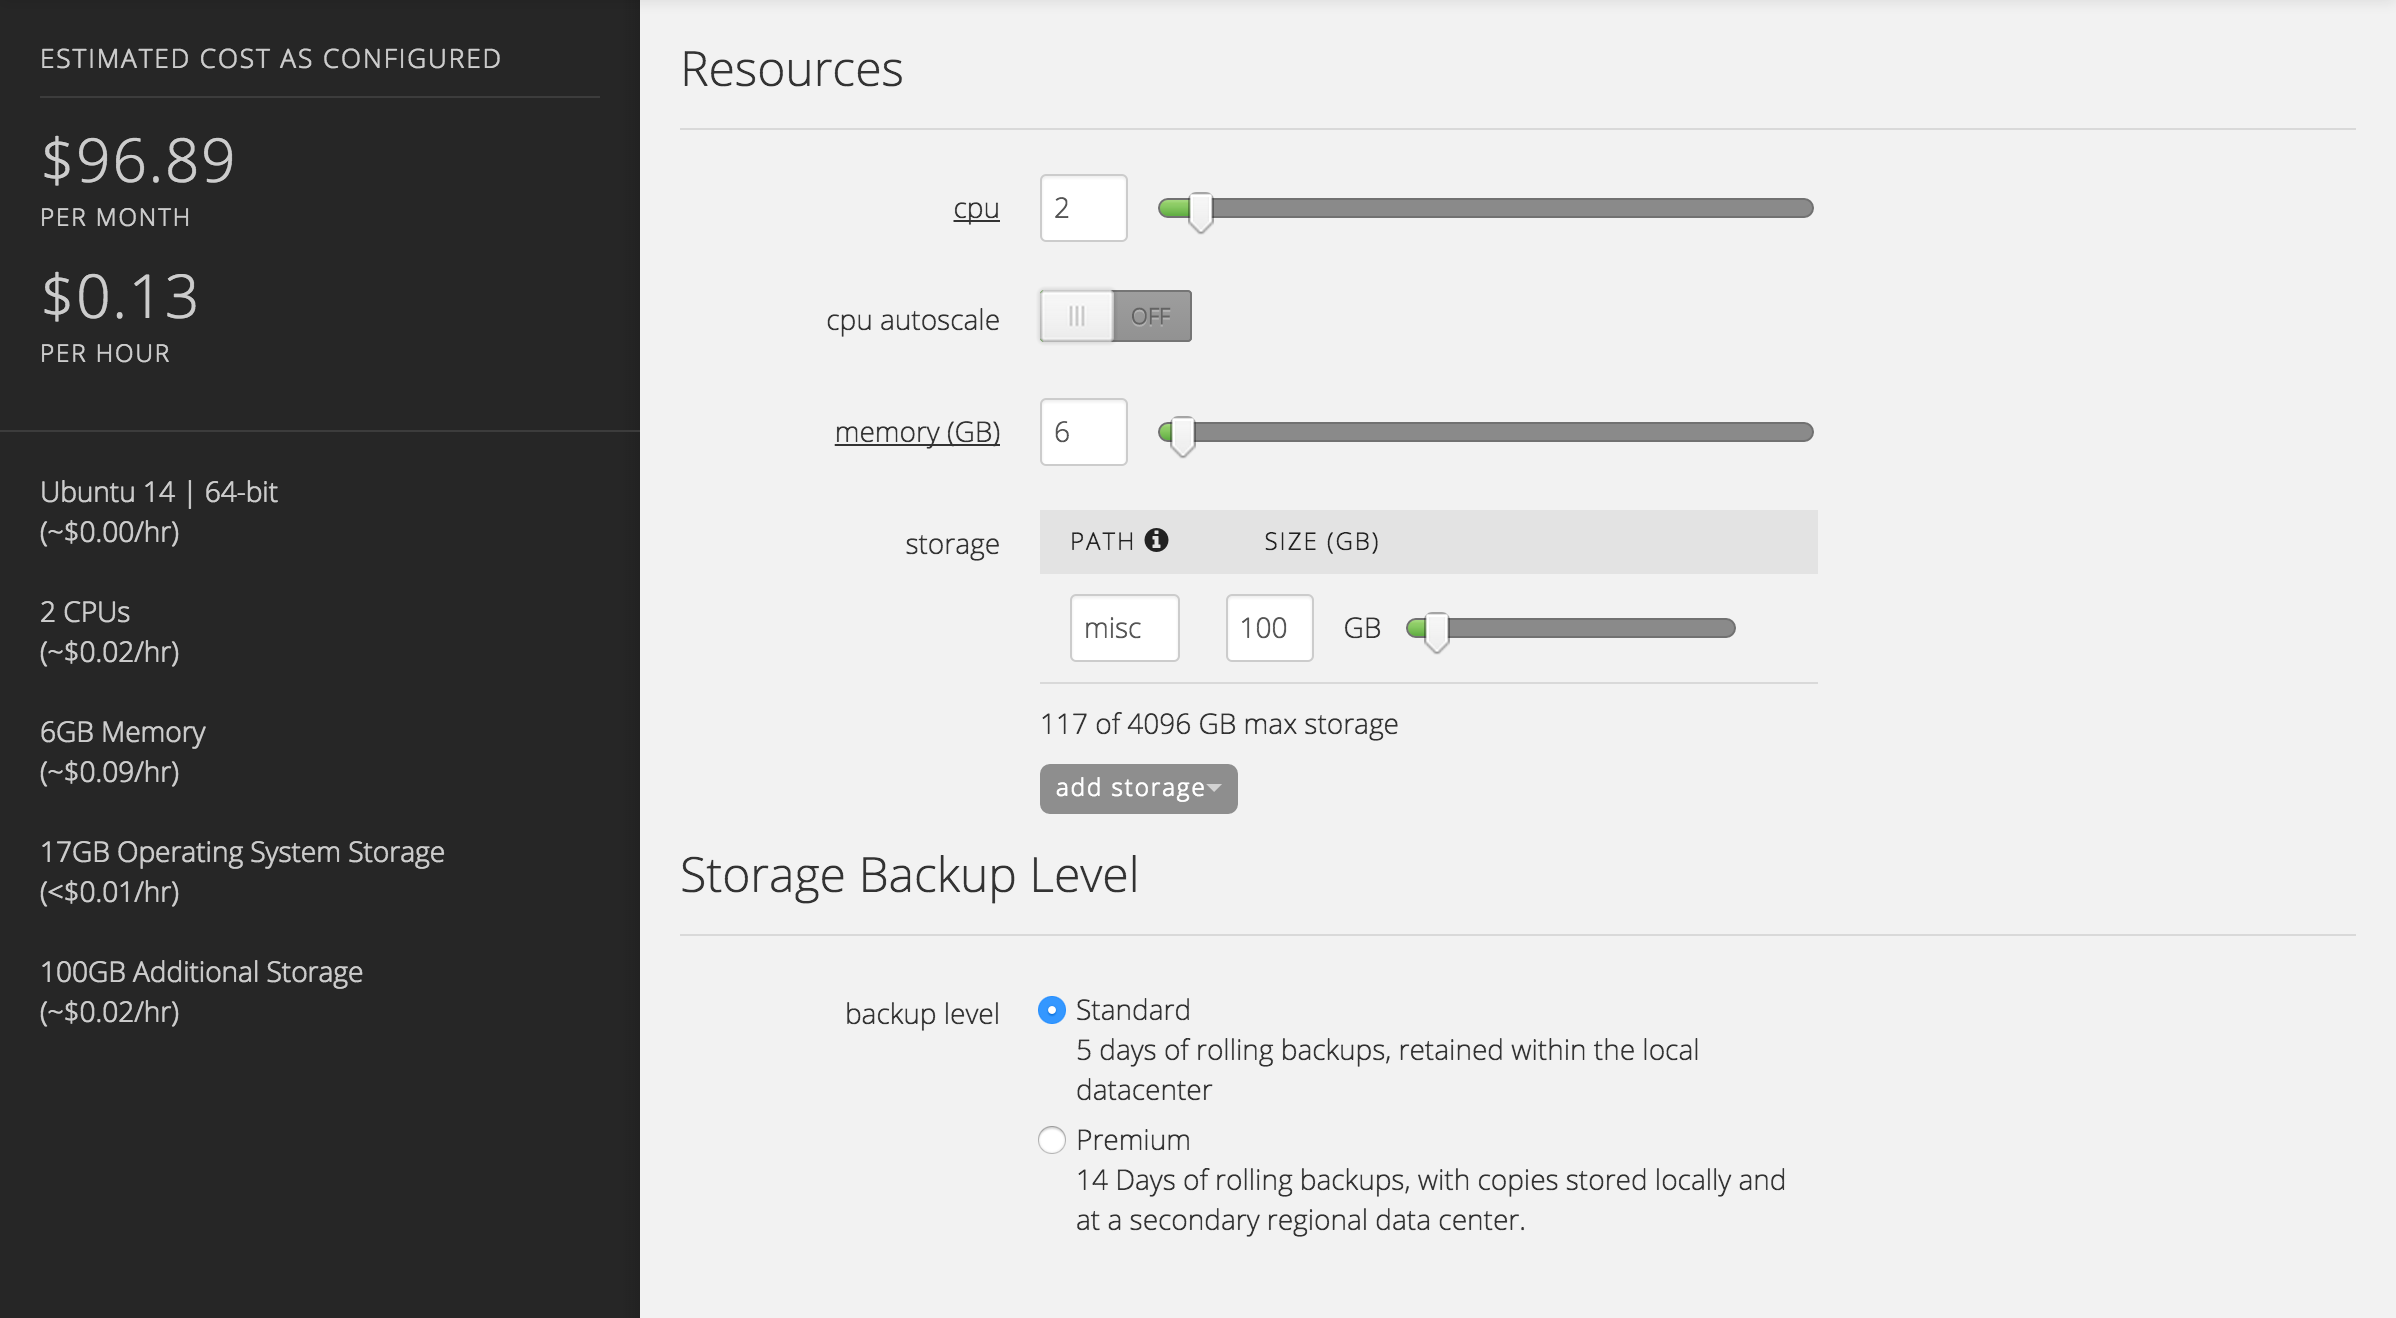 ESTIMATED COST AS CONFIGURED
$96.89
PER MONTH
$0.13
PER HOUR
Ubuntu 14 | 64-bit
(~$0.00/hr)
2 CPUs
(~$0.02/hr)
6GB Memory
(~$0.09/hr)
17GB Operating System Storage
(<$0.01/hr)
100GB Additional Storage
(~$0.02/hr)
Resources
cpu 2
cpu autoscale OFF
memory (GB) 6
storage PATH SIZE (GB)
misc 100 GB
117 of 4096 GB max storage
add storage
Storage Backup Level
backup level Standard
5 days of rolling backups, retained within the local
datacenter
Premium
14 Days of rolling backups, with copies stored locally and
at a secondary regional data center.